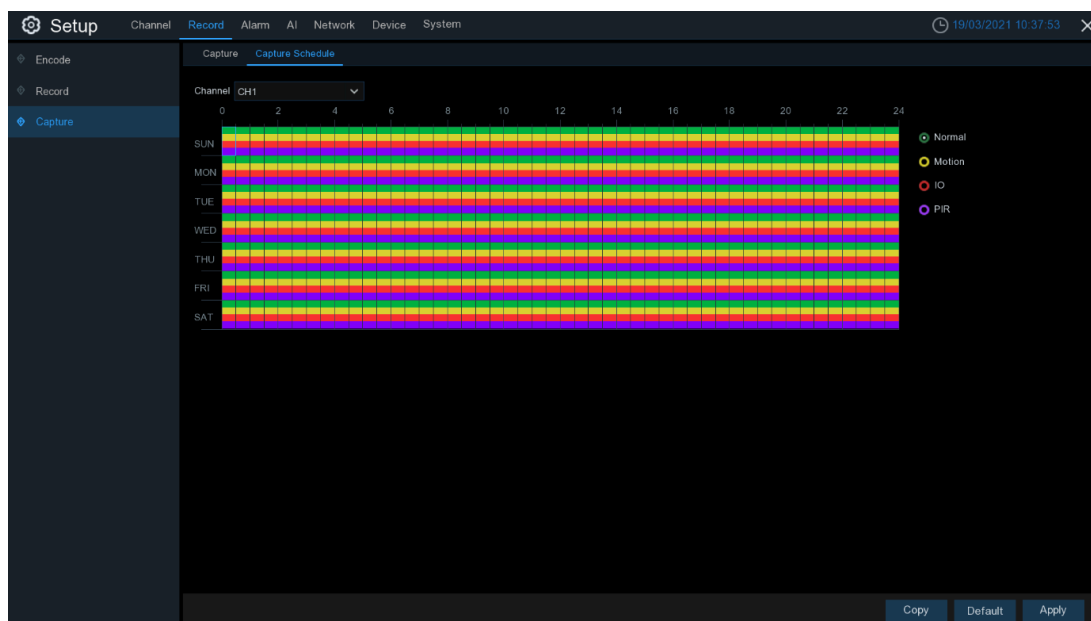 Setup Channel Record Alarm AI Network Device System 19/03/2021 10:37:53
Encode
Record
Capture
Capture Capture Schedule
Channel CH1
0 2 4 6 8 10 12 14 16 18 20 22 24
SUN
MON
TUE
WED
THU
FRI
SAT
Normal
Motion
IO
PIR
Copy Default Apply